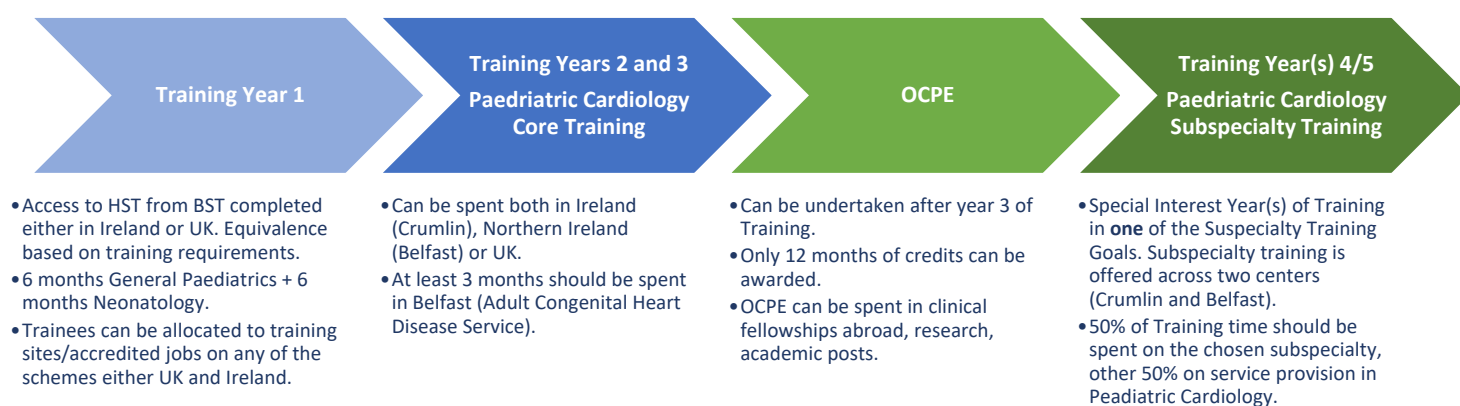 Training Year 1
Training Years 2 and 3
Paedriatric Cardiology
Core Training
OCPE
Training Year(s) 4/5
Paedriatric Cardiology
Subspecialty Training
•Access to HST from BST completed
either in Ireland or UK. Equivalence
based on training requirements.
•6 months General Paediatrics + 6
months Neonatology.
•Trainees can be allocated to training
sites/accredited jobs on any of the
schemes either UK and Ireland.
•Can be spent both in Ireland
(Crumlin), Northern Ireland
(Belfast) or UK.
•At least 3 months should be spent
in Belfast (Adult Congenital Heart
Disease Service).
•Can be undertaken after year 3 of
Training.
•Only 12 months of credits can be
awarded.
•OCPE can be spent in clinical
fellowships abroad, research,
academic posts.
•Special Interest Year(s) of Training
in one of the Suspecialty Training
Goals. Subspecialty training is
offered across two centers
(Crumlin and Belfast).
•50% of Training time should be
spent on the chosen subspecialty,
other 50% on service provision in
Peadiatric Cardiology.